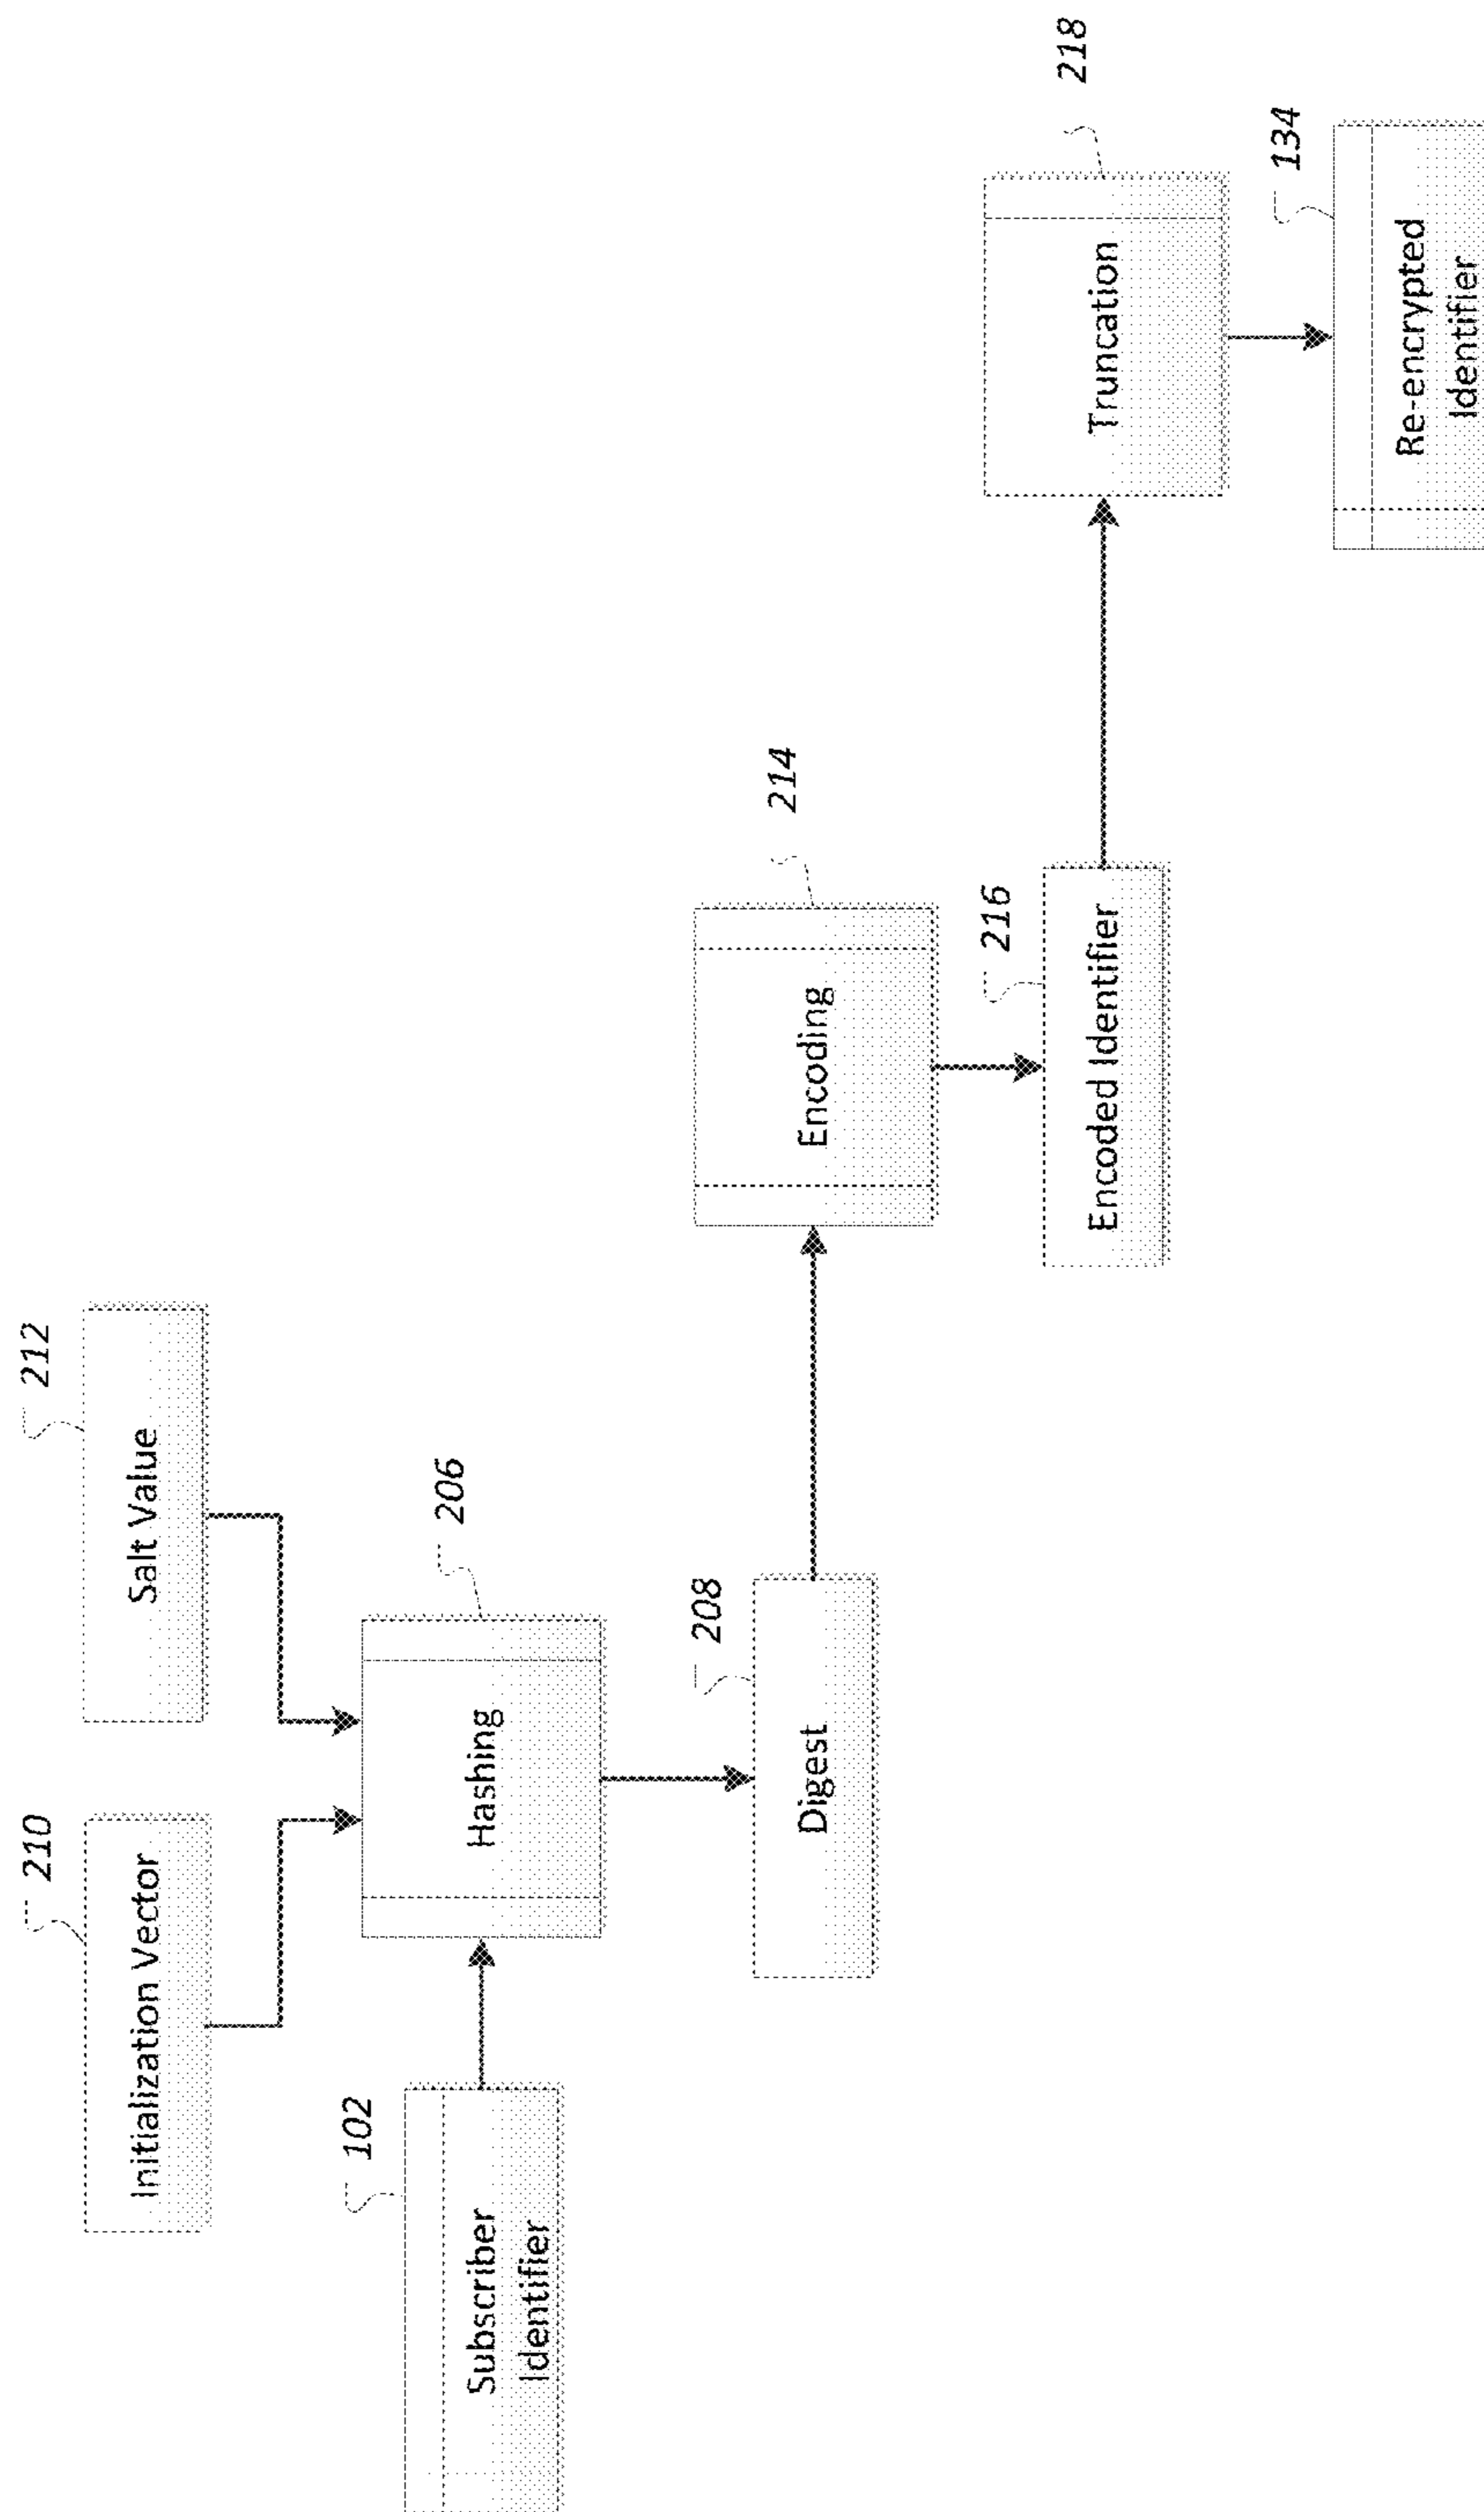 210
Initialization Vector
212
Salt Value
102
Subscriber
Identifier
206
Hashing
208
Digest
214
Encoding
216
Encoded Identifier
218
Truncation
134
Re-encrypted
Identifier